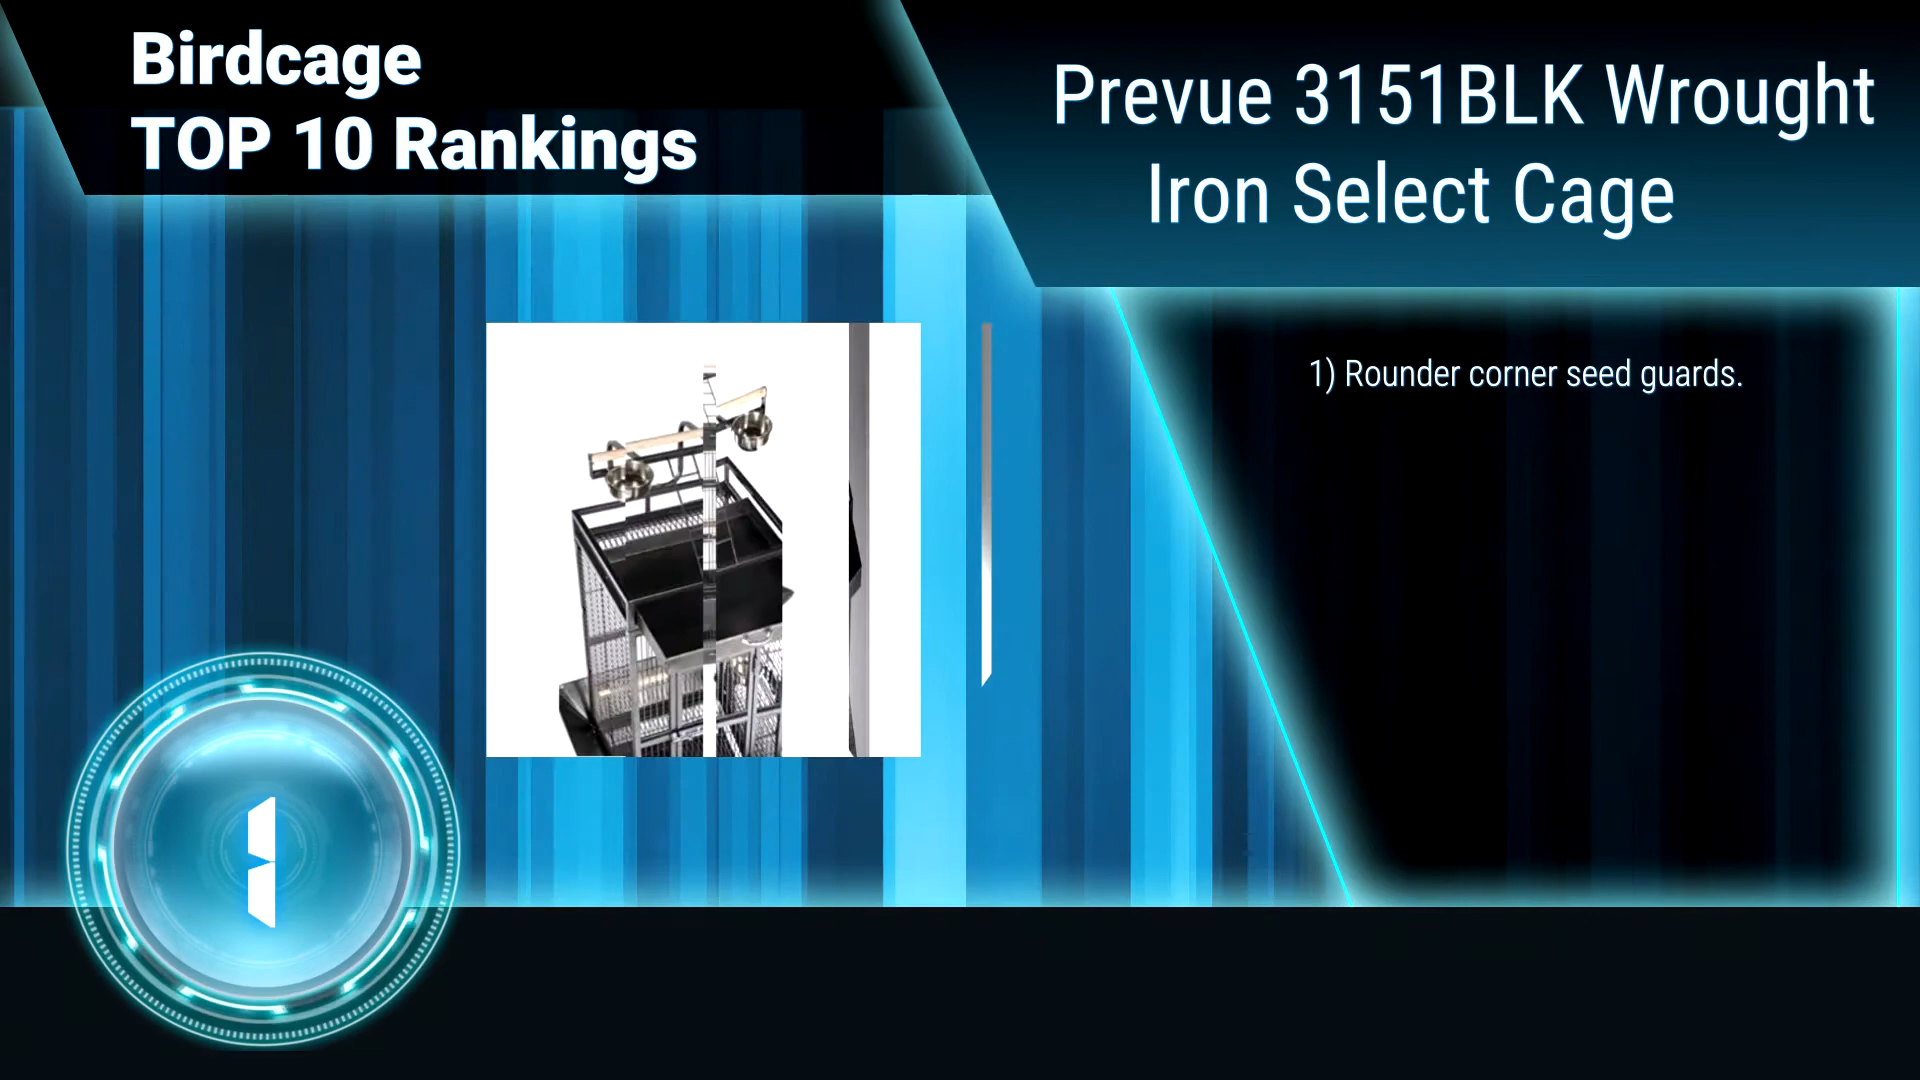 Birdcage
TOP 10 Rankings
Prevue 3151BLK Wrought
Iron Select Cage
1) Rounder corner seed guards.
1